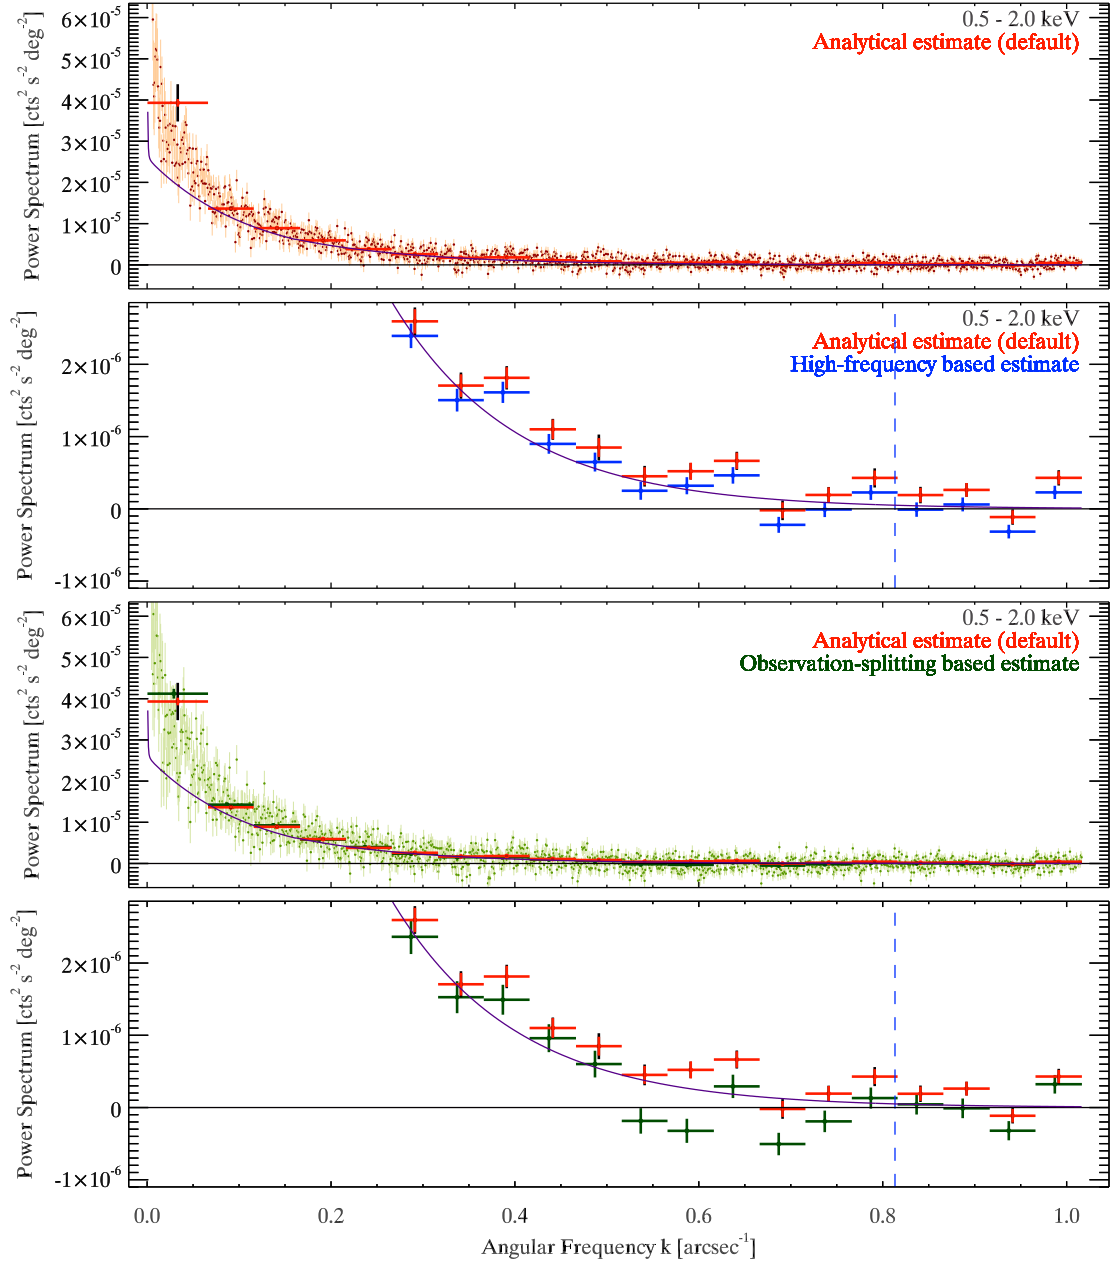 0.5 - 2.0 keV
Analytical estimate (default)
Power Spectrum [cts² s⁻² deg⁻²]
6×10⁻⁵
5×10⁻⁵
4×10⁻⁵
3×10⁻⁵
2×10⁻⁵
1×10⁻⁵
0
0.5 - 2.0 keV
Analytical estimate (default)
High-frequency based estimate
Power Spectrum [cts² s⁻² deg⁻²]
2×10⁻⁶
1×10⁻⁶
0
-1×10⁻⁶
0.5 - 2.0 keV
Analytical estimate (default)
Observation-splitting based estimate
Power Spectrum [cts² s⁻² deg⁻²]
6×10⁻⁵
5×10⁻⁵
4×10⁻⁵
3×10⁻⁵
2×10⁻⁵
1×10⁻⁵
0
Power Spectrum [cts² s⁻² deg⁻²]
2×10⁻⁶
1×10⁻⁶
0
-1×10⁻⁶
0.0 0.2 0.4 0.6 0.8 1.0
Angular Frequency k [arcsec⁻¹]